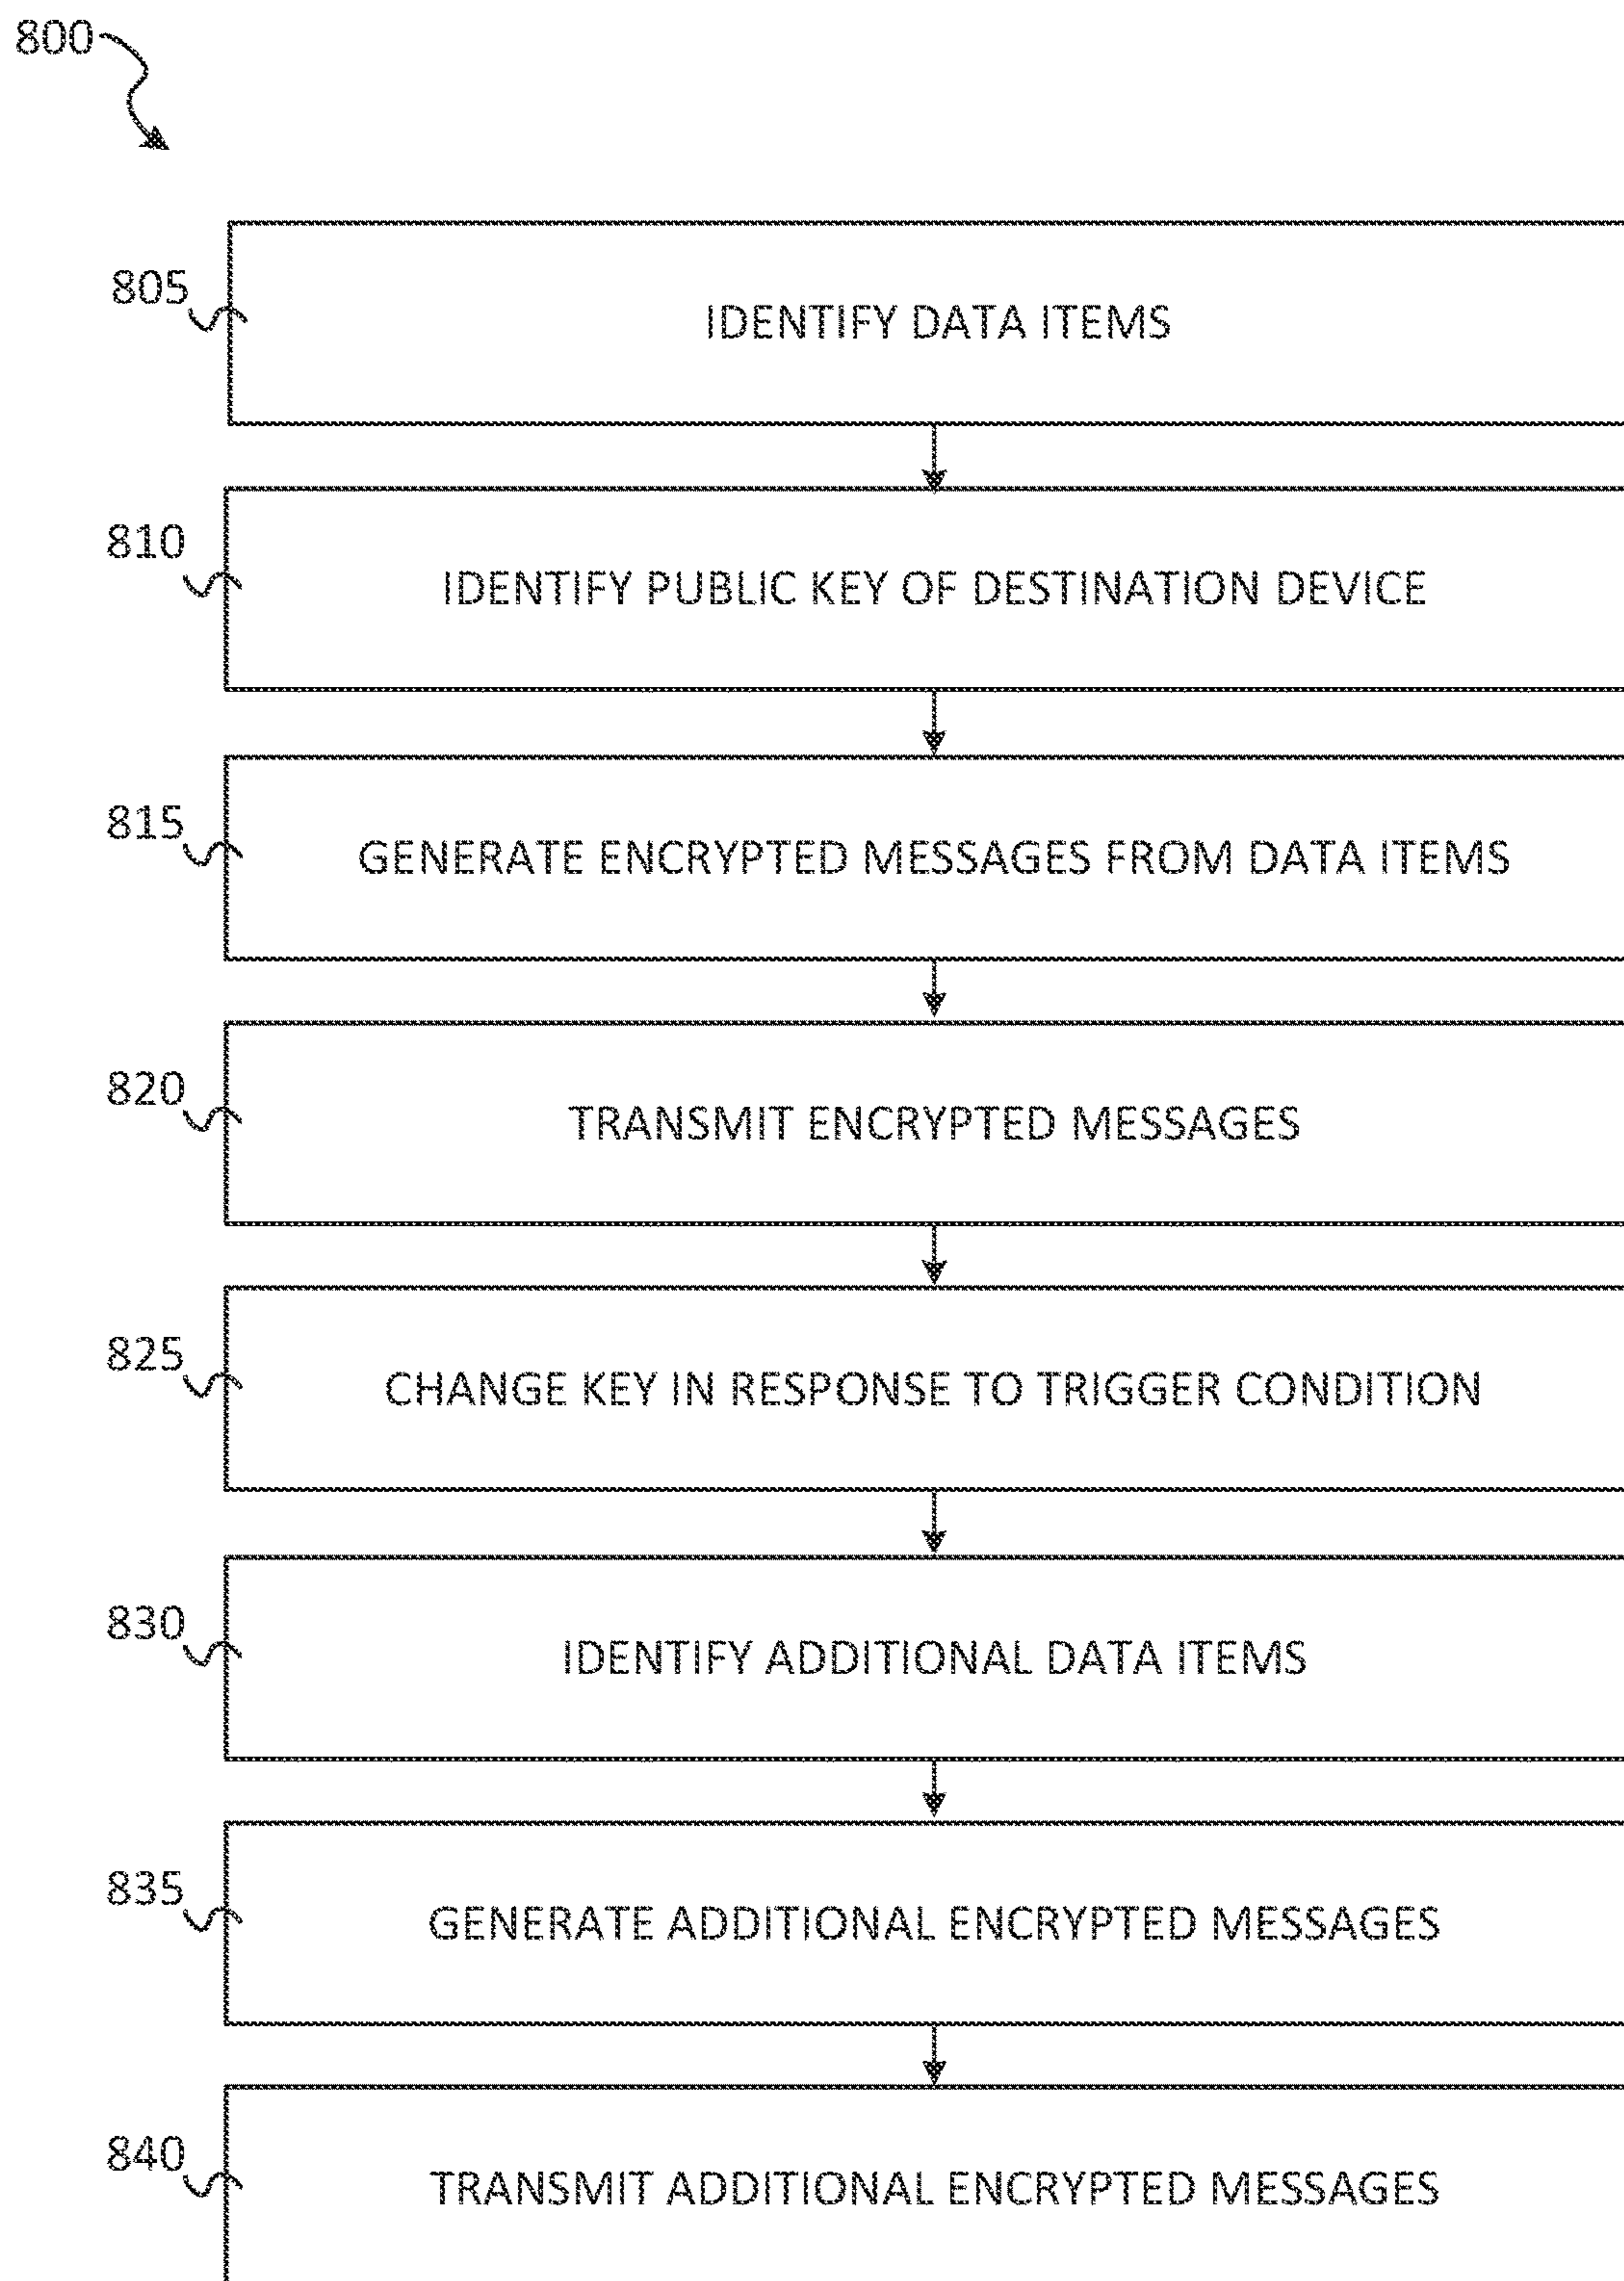 800
805
IDENTIFY DATA ITEMS
810
IDENTIFY PUBLIC KEY OF DESTINATION DEVICE
815
GENERATE ENCRYPTED MESSAGES FROM DATA ITEMS
820
TRANSMIT ENCRYPTED MESSAGES
825
CHANGE KEY IN RESPONSE TO TRIGGER CONDITION
830
IDENTIFY ADDITIONAL DATA ITEMS
835
GENERATE ADDITIONAL ENCRYPTED MESSAGES
840
TRANSMIT ADDITIONAL ENCRYPTED MESSAGES